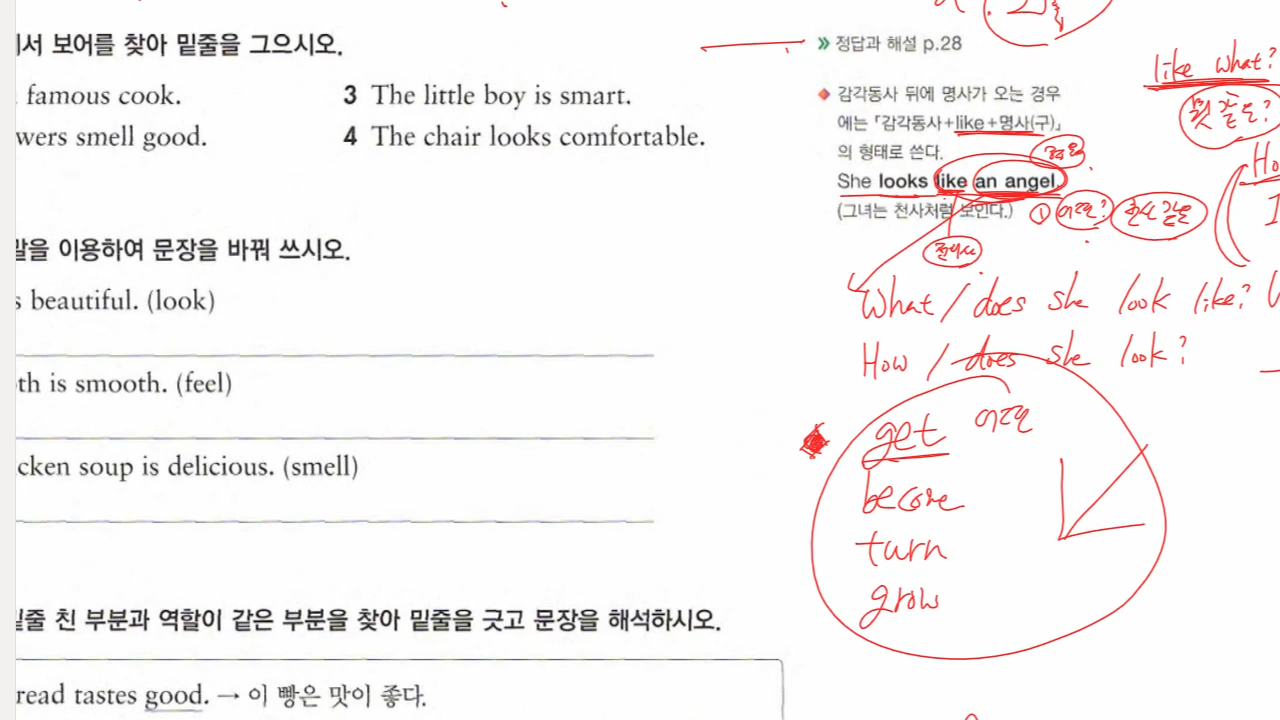 서 보어를 찾아 밑줄을 그으시오.
famous cook.
3 The little boy is smart.
wers smell good.
4 The chair looks comfortable.
말을 이용하여 문장을 바꿔 쓰시오.
s beautiful. (look)
th is smooth. (feel)
cken soup is delicious. (smell)
밑줄 친 부분과 역할이 같은 부분을 찾아 밑줄을 긋고 문장을 해석하시오.
read tastes good. → 이 빵은 맛이 좋다.
» 정답과 해설 p.28
감각동사 뒤에 명사가 오는 경우
에는 「감각동사+like+명사(구)」
의 형태로 쓴다.
She looks like an angel.
(그녀는 천사처럼 보인다.)
① 어떤? 천사 같은
전치사
like what?
뭣 같은?
Ho
What / does she look like?
How / does she look?
get 어떤
become
turn
grow